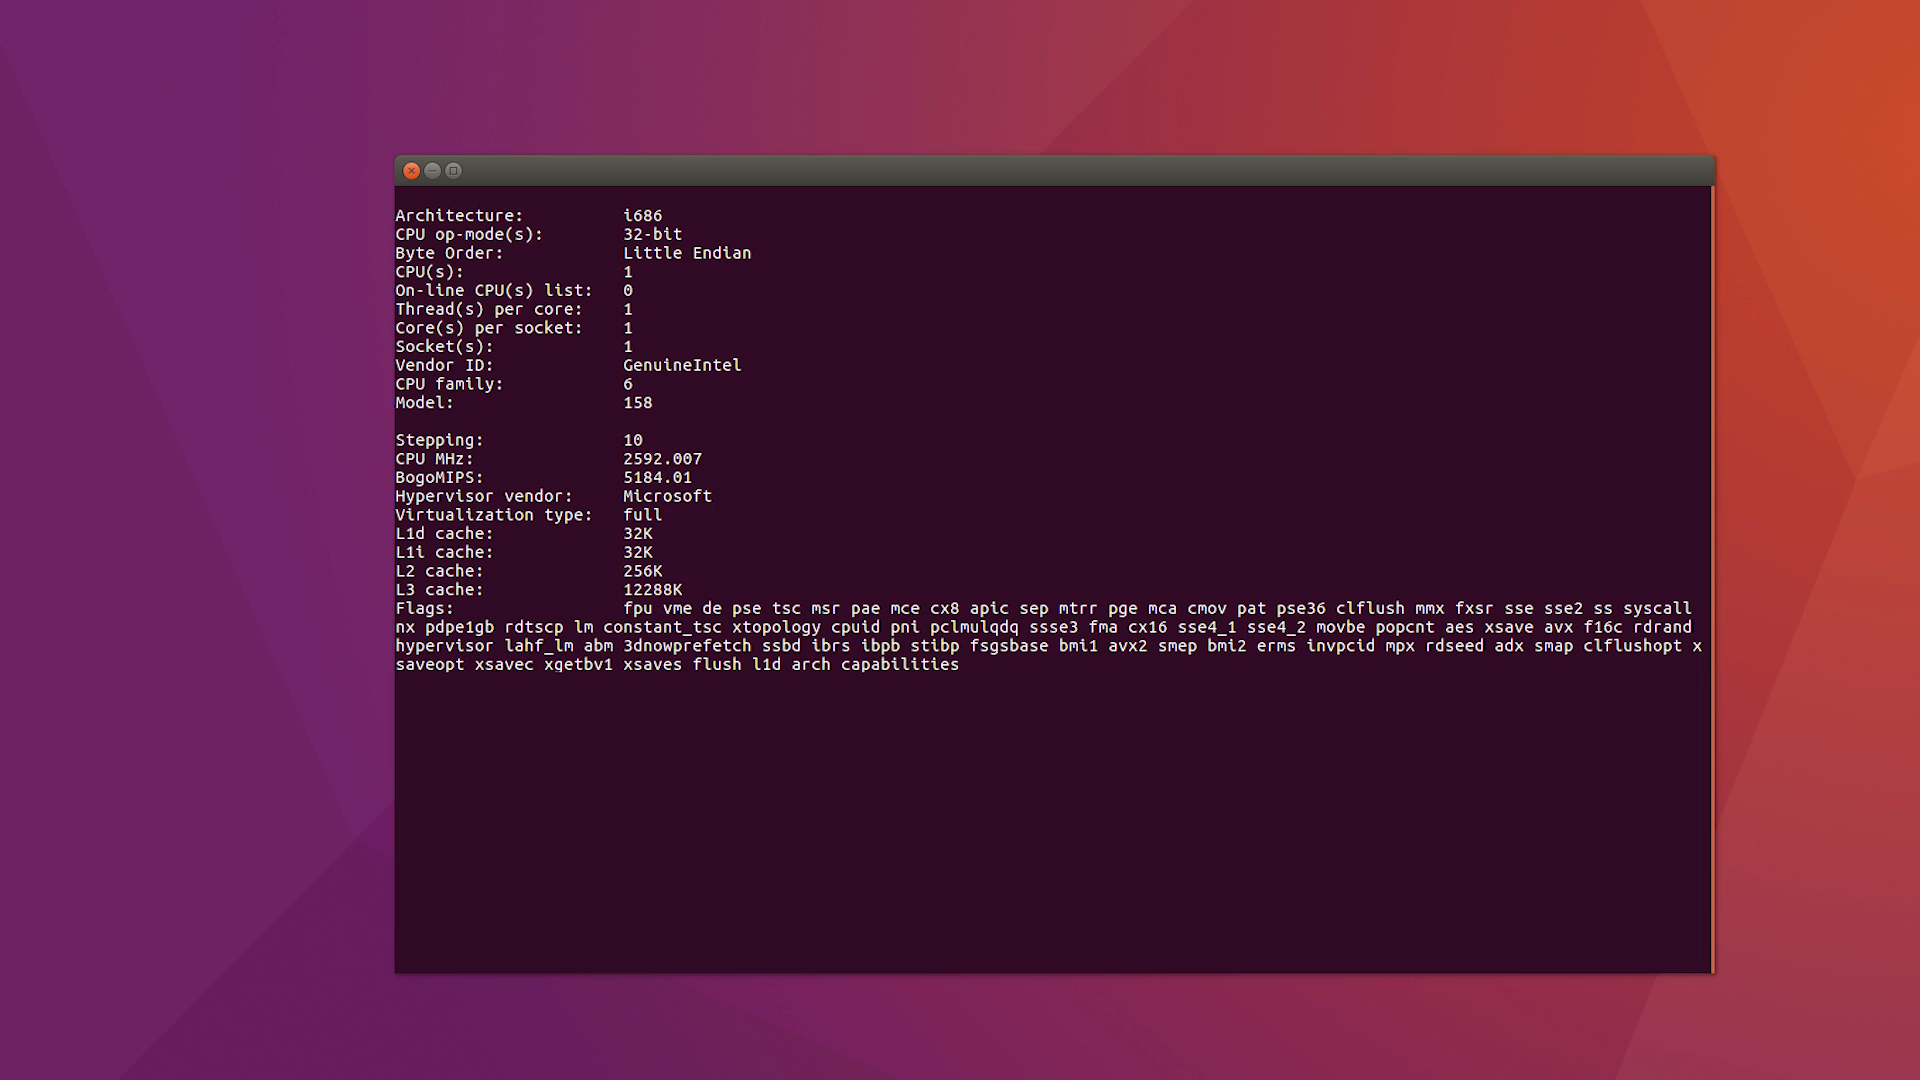 Architecture:          i686
CPU op-mode(s):        32-bit
Byte Order:            Little Endian
CPU(s):                1
On-line CPU(s) list:   0
Thread(s) per core:    1
Core(s) per socket:    1
Socket(s):             1
Vendor ID:             GenuineIntel
CPU family:            6
Model:                 158
Stepping:              10
CPU MHz:               2592.007
BogoMIPS:              5184.01
Hypervisor vendor:     Microsoft
Virtualization type:   full
L1d cache:             32K
L1i cache:             32K
L2 cache:              256K
L3 cache:              12288K
Flags:                 fpu vme de pse tsc msr pae mce cx8 apic sep mtrr pge mca cmov pat pse36 clflush mmx fxsr sse sse2 ss syscall
nx pdpe1gb rdtscp lm constant_tsc xtopology cpuid pni pclmulqdq ssse3 fma cx16 sse4_1 sse4_2 movbe popcnt aes xsave avx f16c rdrand
hypervisor lahf_lm abm 3dnowprefetch ssbd ibrs ibpb stibp fsgsbase bmi1 avx2 smep bmi2 erms invpcid mpx rdseed adx smap clflushopt x
saveopt xsavec xgetbv1 xsaves flush l1d arch capabilities